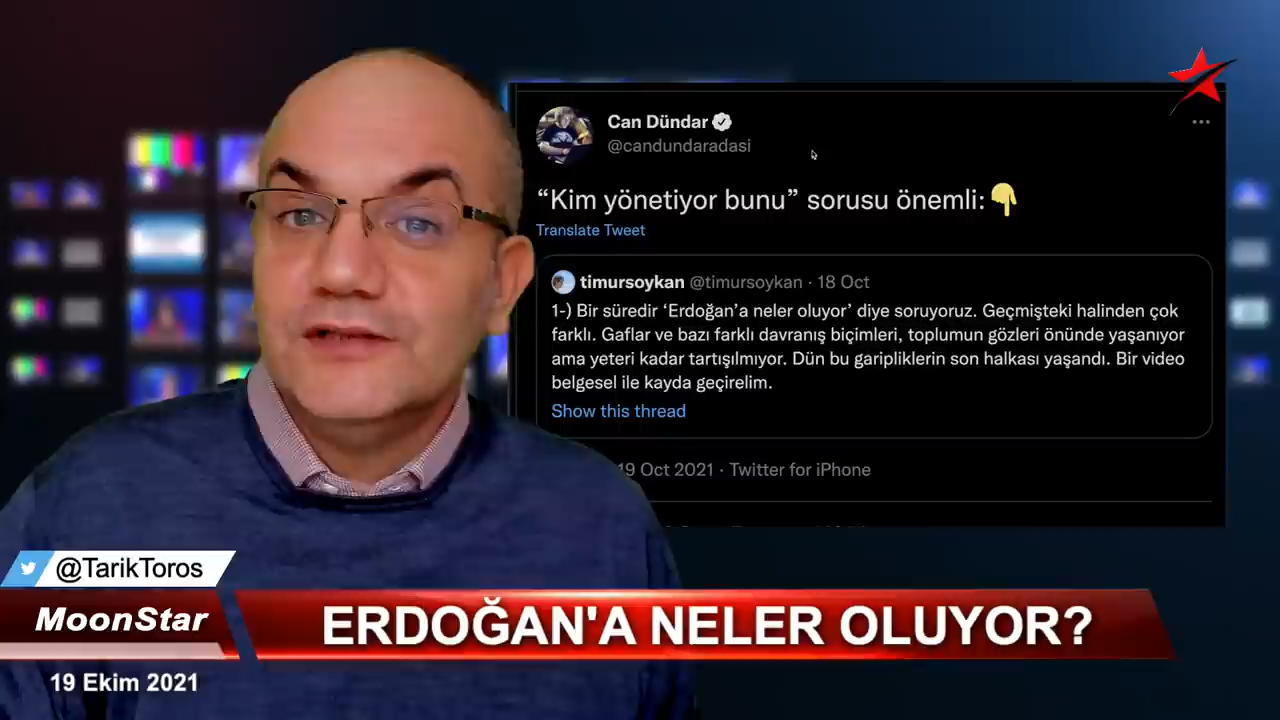 Can Dündar
@candundaradasi
“Kim yönetiyor bunu” sorusu önemli:👇
Translate Tweet
timursoykan @timursoykan · 18 Oct
1-) Bir süredir ‘Erdoğan’a neler oluyor’ diye soruyoruz. Geçmişteki halinden çok
farklı. Gaflar ve bazı farklı davranış biçimleri, toplumun gözleri önünde yaşanıyor
ama yeteri kadar tartışılmıyor. Dün bu garipliklerin son halkası yaşandı. Bir video
belgesel ile kayda geçirelim.
Show this thread
19 Oct 2021 · Twitter for iPhone
@TarikToros
MoonStar
ERDOĞAN'A NELER OLUYOR?
19 Ekim 2021